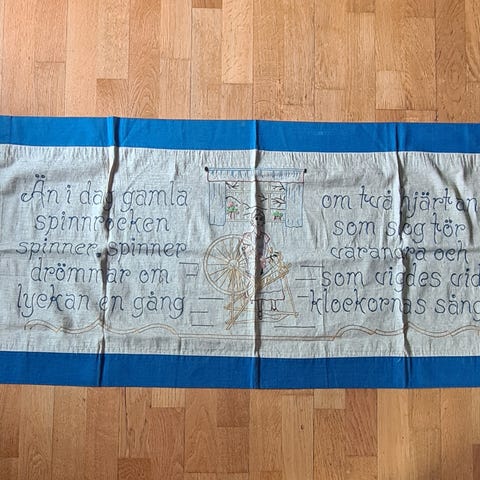 Än i dag gamla
spinnrocken
spinner, spinner
drömmar om
lyckan en gång
om två hjärtan
som slog för
varandra och
som vigdes vid
klockornas sång